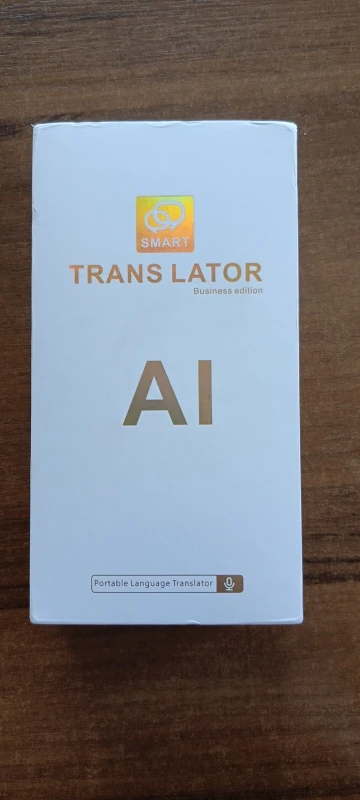 SMART
TRANS LATOR
Business edition
AI
Portable Language Translator